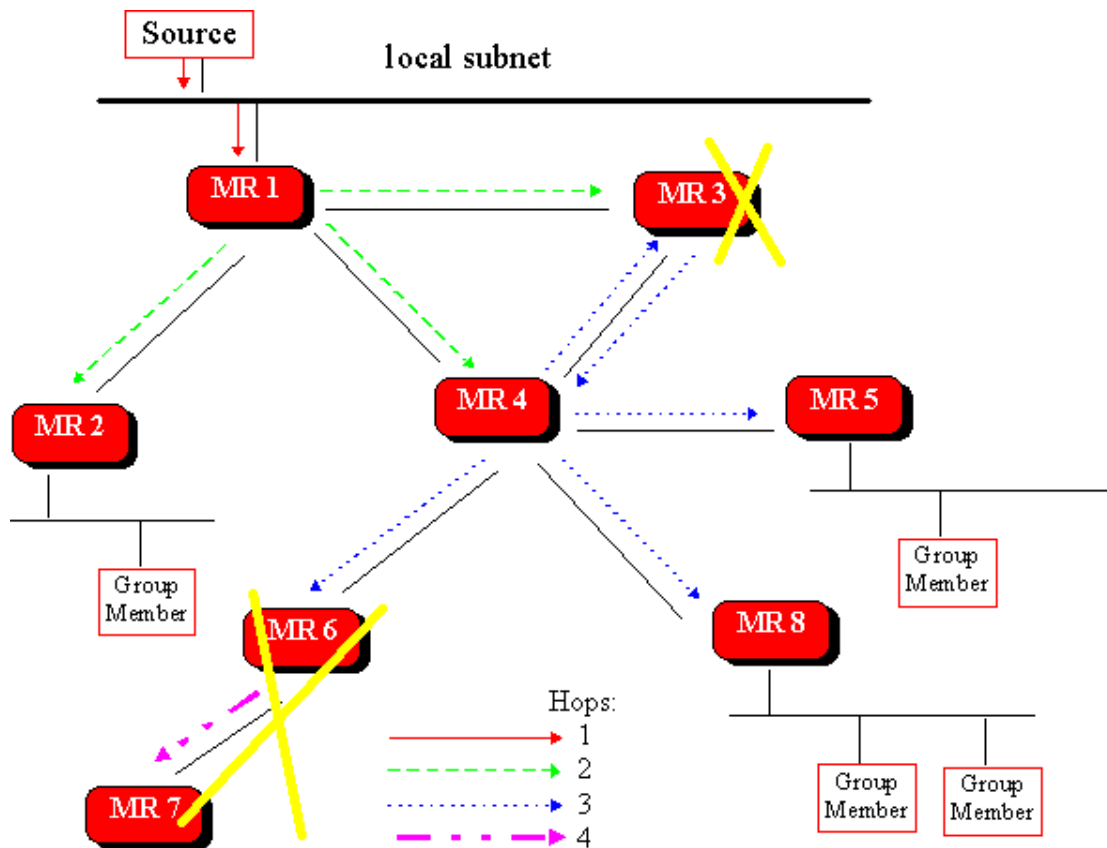 Source
local subnet
MR 1
MR 3
MR 4
MR 5
MR 2
Group
Member
Group
Member
MR 6
MR 8
Hops:
1
2
3
4
MR 7
Group
Member
Group
Member